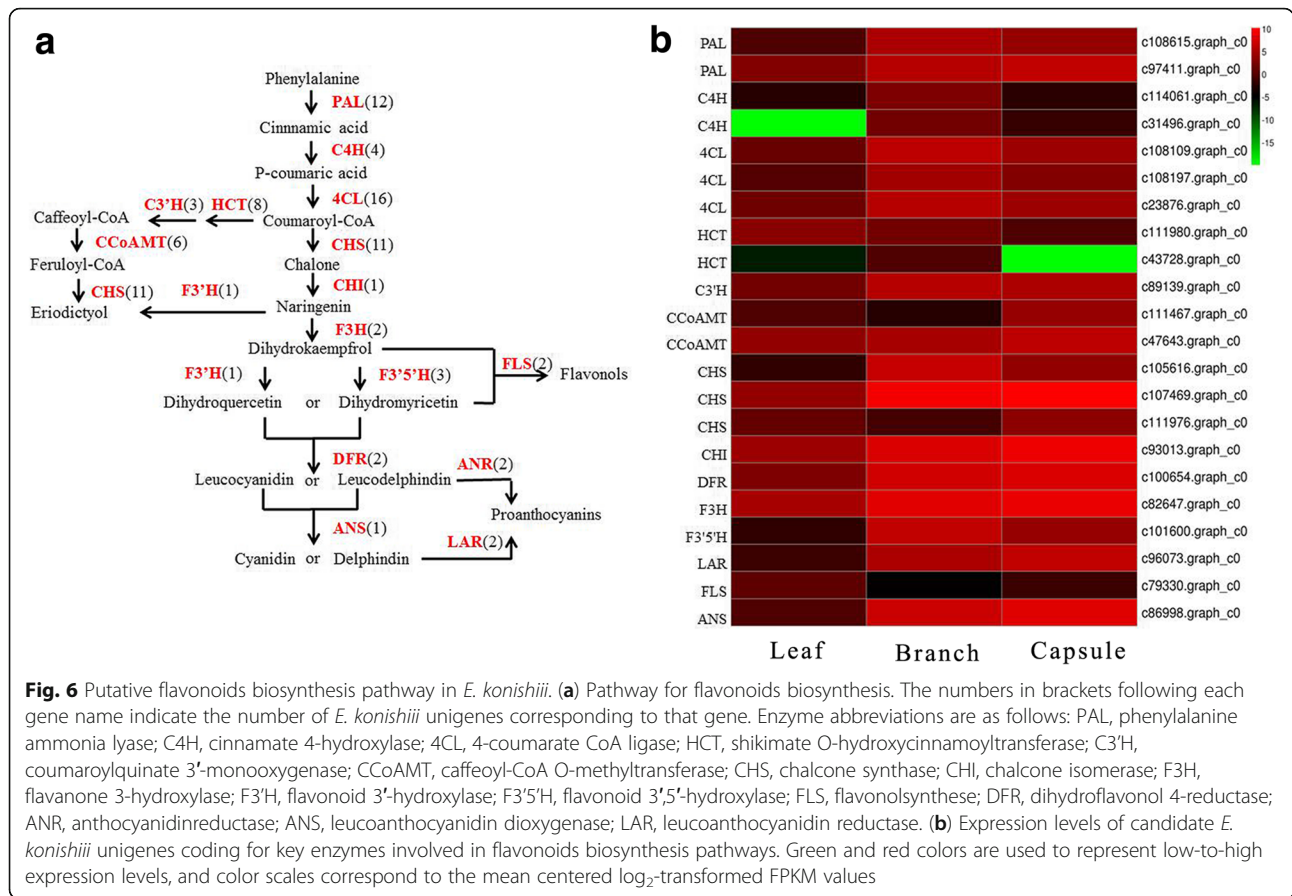 a
Phenylalanine
PAL(12)
Cinnnamic acid
C4H(4)
P-coumaric acid
4CL(16)
Caffeoyl-CoA
C3'H(3)
HCT(8)
Coumaroyl-CoA
CCoAMT(6)
CHS(11)
Feruloyl-CoA
Chalone
CHS(11)
F3'H(1)
CHI(1)
Eriodictyol
Naringenin
F3H(2)
Dihydrokaempfrol
F3'H(1)
F3'5'H(3)
FLS(2)
Flavonols
Dihydroquercetin or Dihydromyricetin
DFR(2)
ANR(2)
Leucocyanidin or Leucodelphindin
Proanthocyanins
ANS(1)
LAR(2)
Cyanidin or Delphindin
b
PAL c108615.graph_c0
PAL c97411.graph_c0
C4H c114061.graph_c0
C4H c31496.graph_c0
4CL c108109.graph_c0
4CL c108197.graph_c0
4CL c23876.graph_c0
HCT c111980.graph_c0
HCT c43728.graph_c0
C3'H c89139.graph_c0
CCoAMT c111467.graph_c0
CCoAMT c47643.graph_c0
CHS c105616.graph_c0
CHS c107469.graph_c0
CHS c111976.graph_c0
CHI c93013.graph_c0
DFR c100654.graph_c0
F3H c82647.graph_c0
F3'5'H c101600.graph_c0
LAR c96073.graph_c0
FLS c79330.graph_c0
ANS c86998.graph_c0
10
5
0
-5
-10
-15
Leaf Branch Capsule
Fig. 6 Putative flavonoids biosynthesis pathway in E. konishiii. (a) Pathway for flavonoids biosynthesis. The numbers in brackets following each
gene name indicate the number of E. konishiii unigenes corresponding to that gene. Enzyme abbreviations are as follows: PAL, phenylalanine
ammonia lyase; C4H, cinnamate 4-hydroxylase; 4CL, 4-coumarate CoA ligase; HCT, shikimate O-hydroxycinnamoyltransferase; C3′H,
coumaroylquinate 3′-monooxygenase; CCoAMT, caffeoyl-CoA O-methyltransferase; CHS, chalcone synthase; CHI, chalcone isomerase; F3H,
flavanone 3-hydroxylase; F3′H, flavonoid 3′-hydroxylase; F3′5′H, flavonoid 3′,5′-hydroxylase; FLS, flavonolsynthese; DFR, dihydroflavonol 4-reductase;
ANR, anthocyanidinreductase; ANS, leucoanthocyanidin dioxygenase; LAR, leucoanthocyanidin reductase. (b) Expression levels of candidate E.
konishiii unigenes coding for key enzymes involved in flavonoids biosynthesis pathways. Green and red colors are used to represent low-to-high
expression levels, and color scales correspond to the mean centered log₂-transformed FPKM values